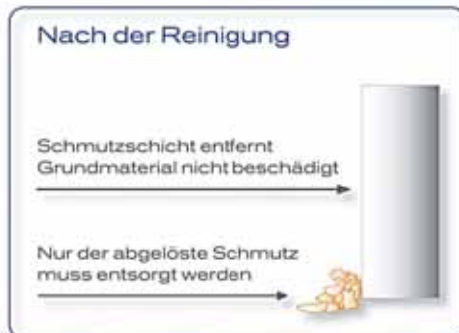 Nach der Reinigung
Schmutzschicht entfernt
Grundmaterial nicht beschädigt
Nur der abgelöste Schmutz
muss entsorgt werden